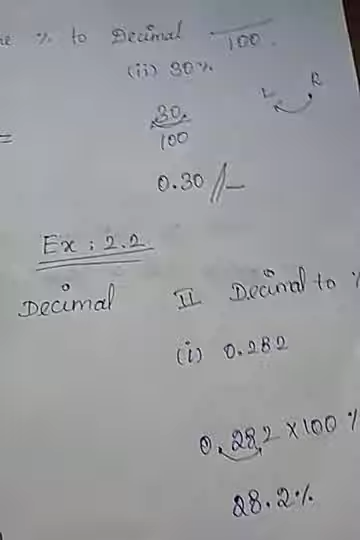 % to Decimal /100.
(ii) 30%
L R
30.
=
100
0.30
Ex : 2.2
Decimal II Decimal to %
(i) 0.282
0.282 × 100 %
28.2%